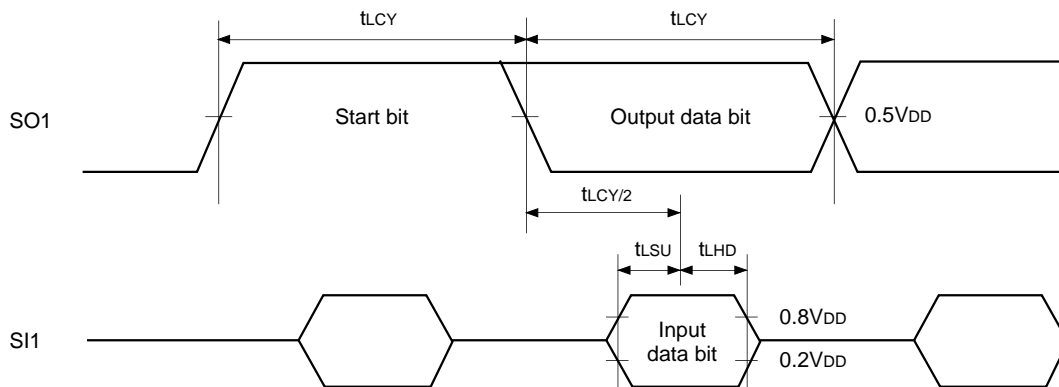 tLCY tLCY
SO1 Start bit Output data bit 0.5VDD
tLCY/2
tLSU tLHD
SI1 Input data bit 0.8VDD 0.2VDD